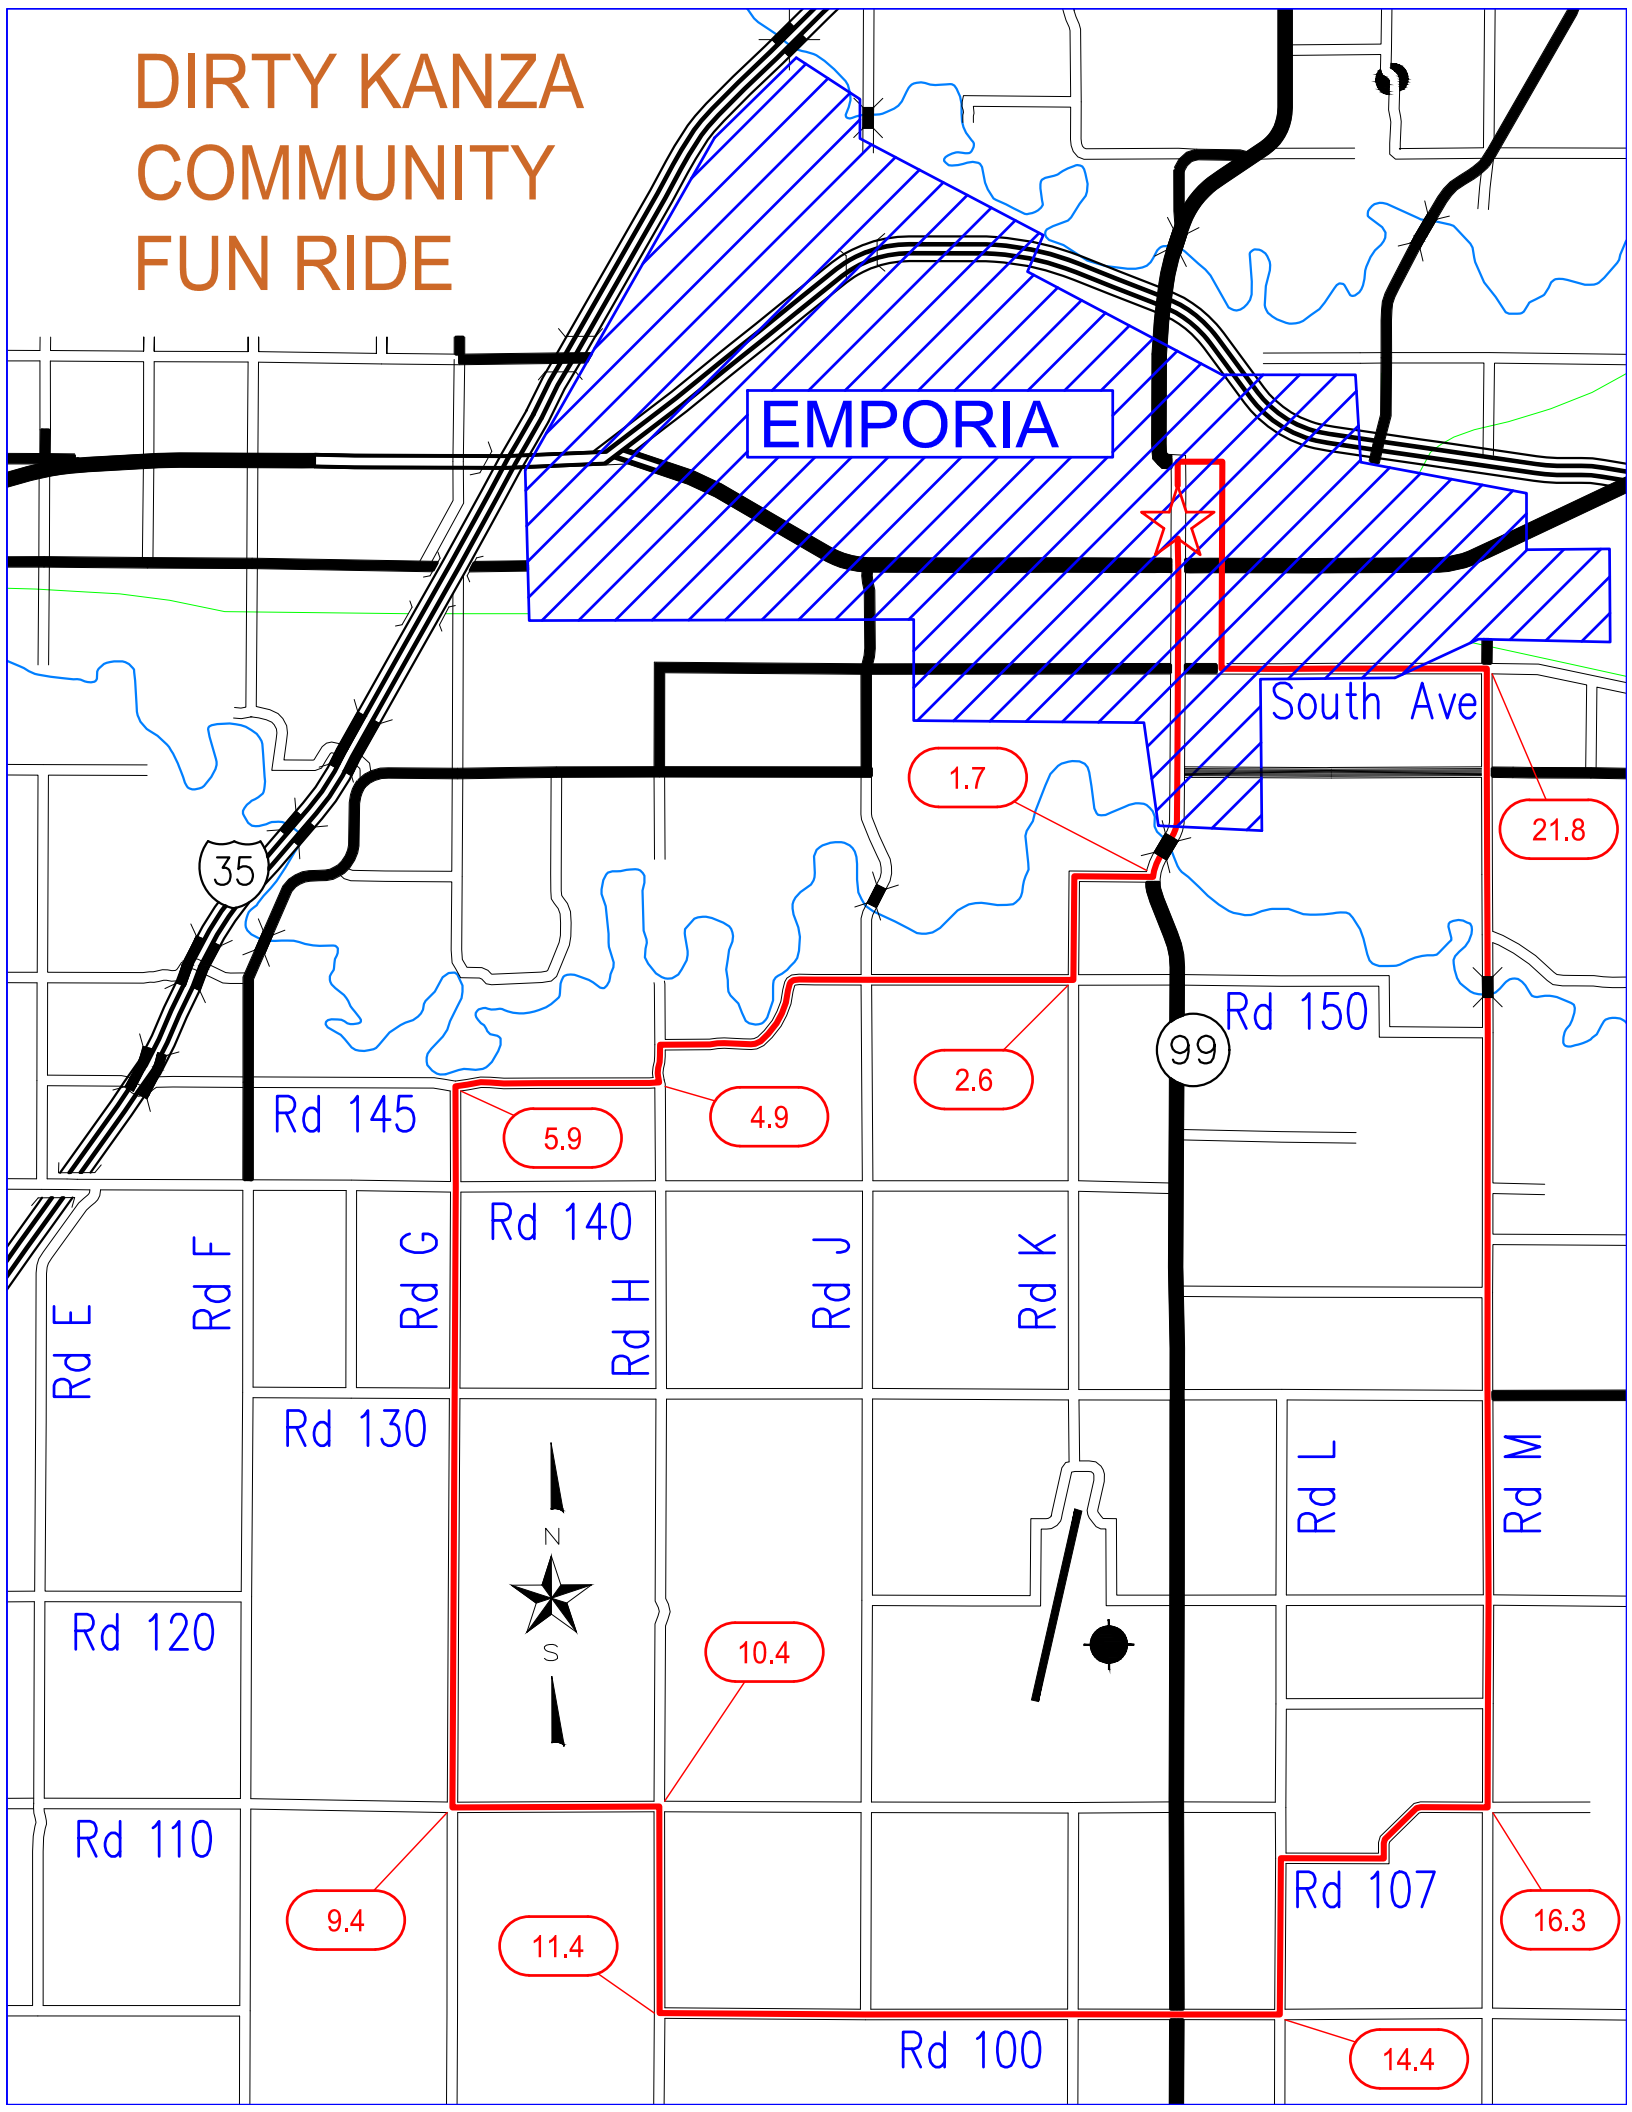 DIRTY KANZA
COMMUNITY
FUN RIDE
EMPORIA
South Ave
1.7
21.8
35
Rd 150
99
2.6
4.9
5.9
Rd 145
Rd 140
Rd E
Rd F
Rd G
Rd H
Rd J
Rd K
Rd 130
Rd L
Rd M
N
S
Rd 120
10.4
Rd 110
Rd 107
9.4
11.4
16.3
Rd 100
14.4